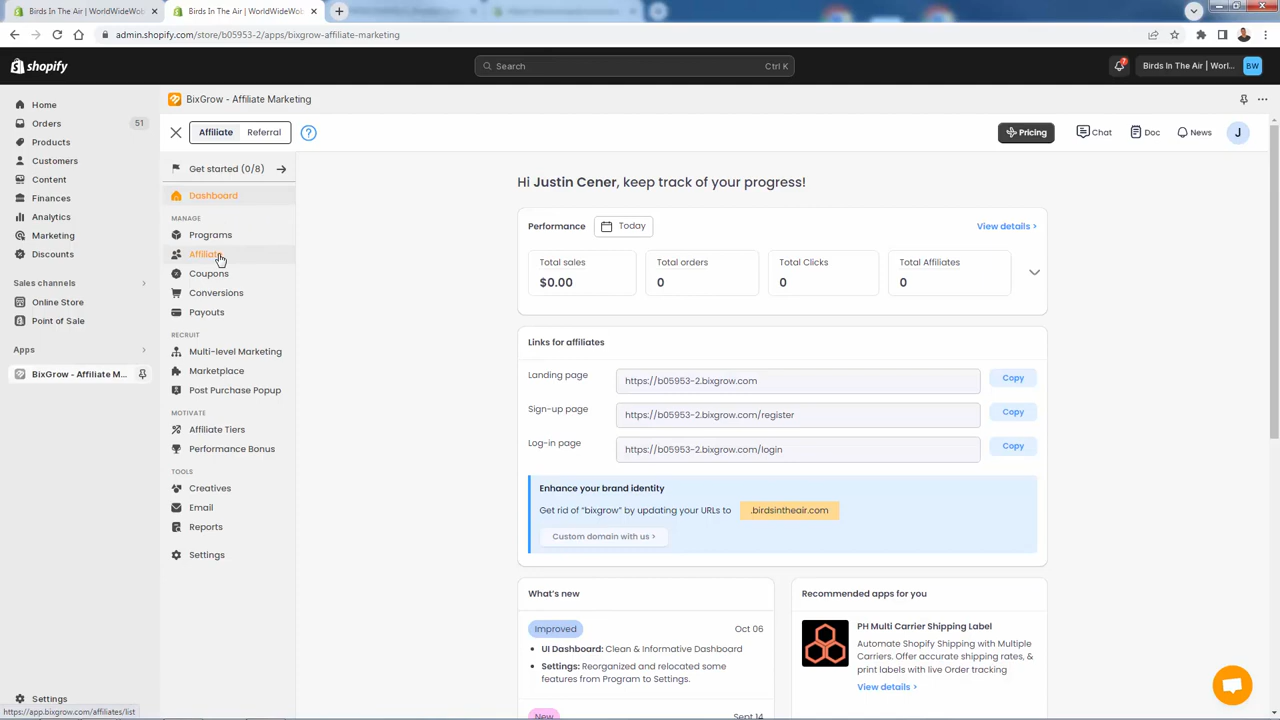 Birds In The Air | WorldWideWob
Birds In The Air | WorldWideWob
admin.shopify.com/store/b05953-2/apps/bixgrow-affiliate-marketing
shopify
Search
Ctrl K
7
Birds In The Air | Worl...
BW
Home
Orders
51
Products
Customers
Content
Finances
Analytics
Marketing
Discounts
Sales channels
Online Store
Point of Sale
Apps
BixGrow - Affiliate M...
Settings
https://app.bixgrow.com/affiliates/list
BixGrow - Affiliate Marketing
Affiliate
Referral
?
Pricing
Chat
Doc
News
J
Get started (0/8)
Dashboard
MANAGE
Programs
Coupons
Conversions
Payouts
RECRUIT
Multi-level Marketing
Marketplace
Post Purchase Popup
MOTIVATE
Affiliate Tiers
Performance Bonus
TOOLS
Creatives
Email
Reports
Settings
Hi Justin Cener, keep track of your progress!
Performance
Today
View details >
Total sales
$0.00
Total orders
0
Total Clicks
0
Total Affiliates
0
Links for affiliates
Landing page
https://b05953-2.bixgrow.com
Copy
Sign-up page
https://b05953-2.bixgrow.com/register
Copy
Log-in page
https://b05953-2.bixgrow.com/login
Copy
Enhance your brand identity
Get rid of "bixgrow" by updating your URLs to
.birdsintheair.com
Custom domain with us >
What's new
Improved
Oct 06
UI Dashboard: Clean & Informative Dashboard
Settings: Reorganized and relocated some
features from Program to Settings.
New
Sept 14
Recommended apps for you
PH Multi Carrier Shipping Label
Automate Shopify Shipping with Multiple
Carriers. Offer accurate shipping rates, &
print labels with live Order tracking
View details >